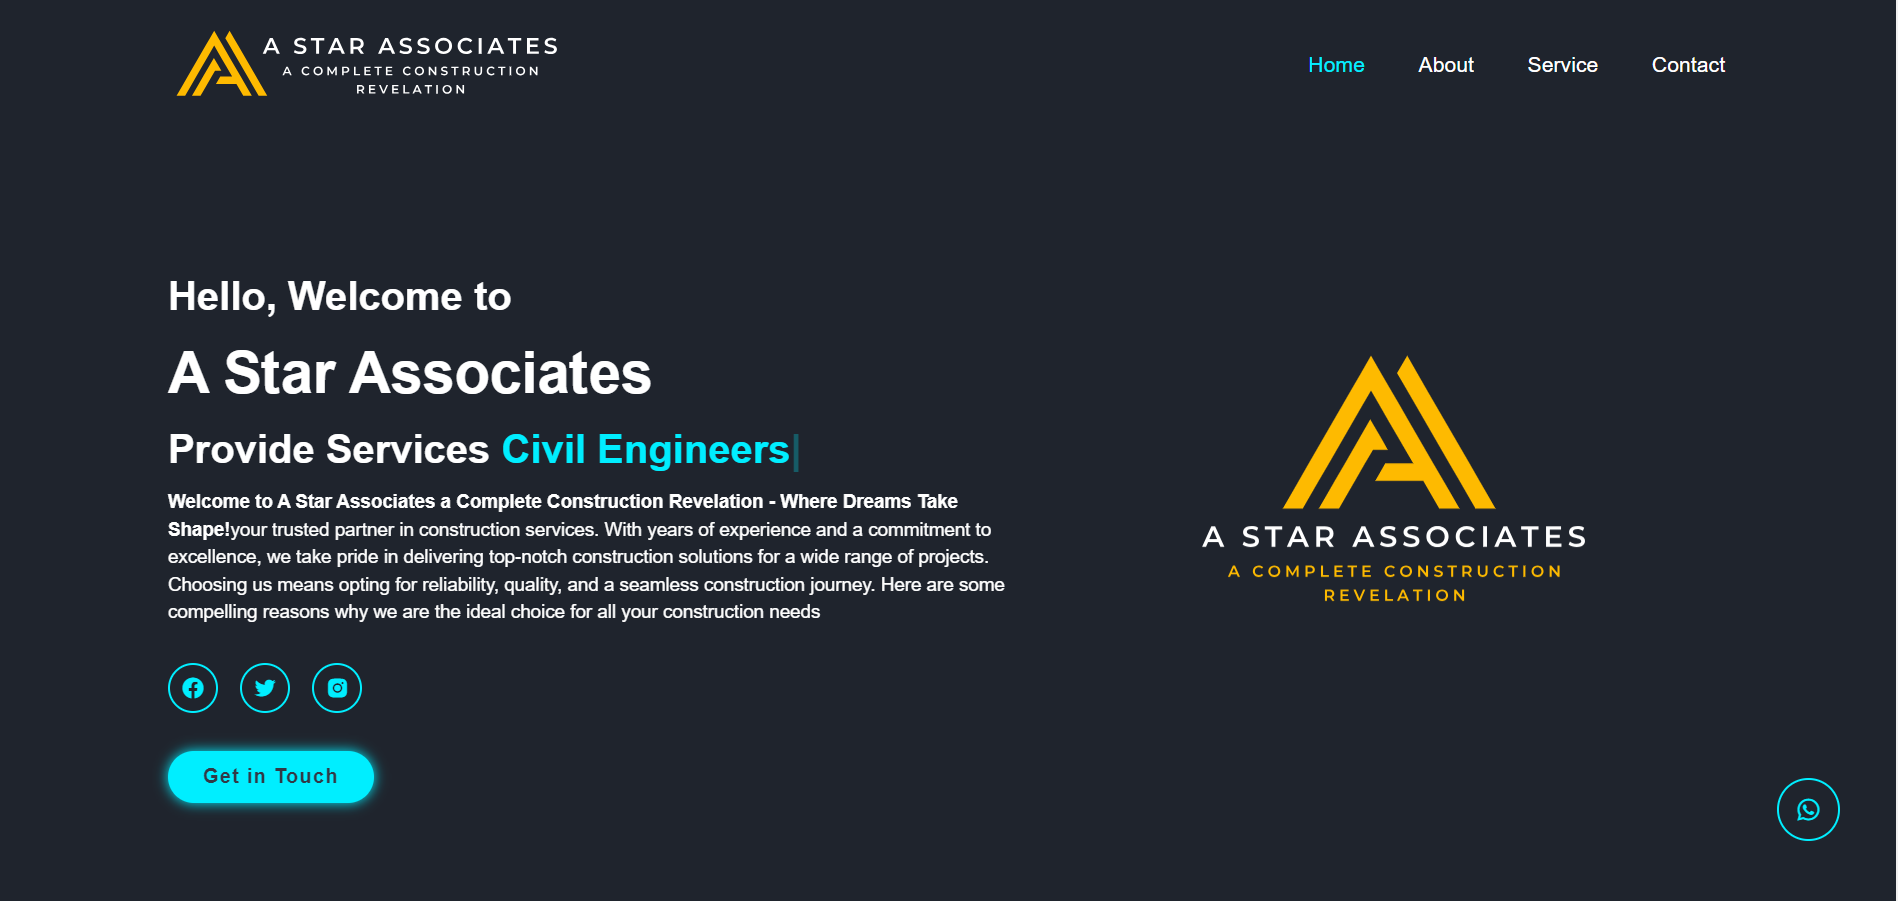 A STAR ASSOCIATES
A COMPLETE CONSTRUCTION
REVELATION
Home About Service Contact
Hello, Welcome to
A Star Associates
Provide Services Civil Engineers|
Welcome to A Star Associates a Complete Construction Revelation - Where Dreams Take
Shape!your trusted partner in construction services. With years of experience and a commitment to
excellence, we take pride in delivering top-notch construction solutions for a wide range of projects.
Choosing us means opting for reliability, quality, and a seamless construction journey. Here are some
compelling reasons why we are the ideal choice for all your construction needs
Get in Touch
A STAR ASSOCIATES
A COMPLETE CONSTRUCTION
REVELATION